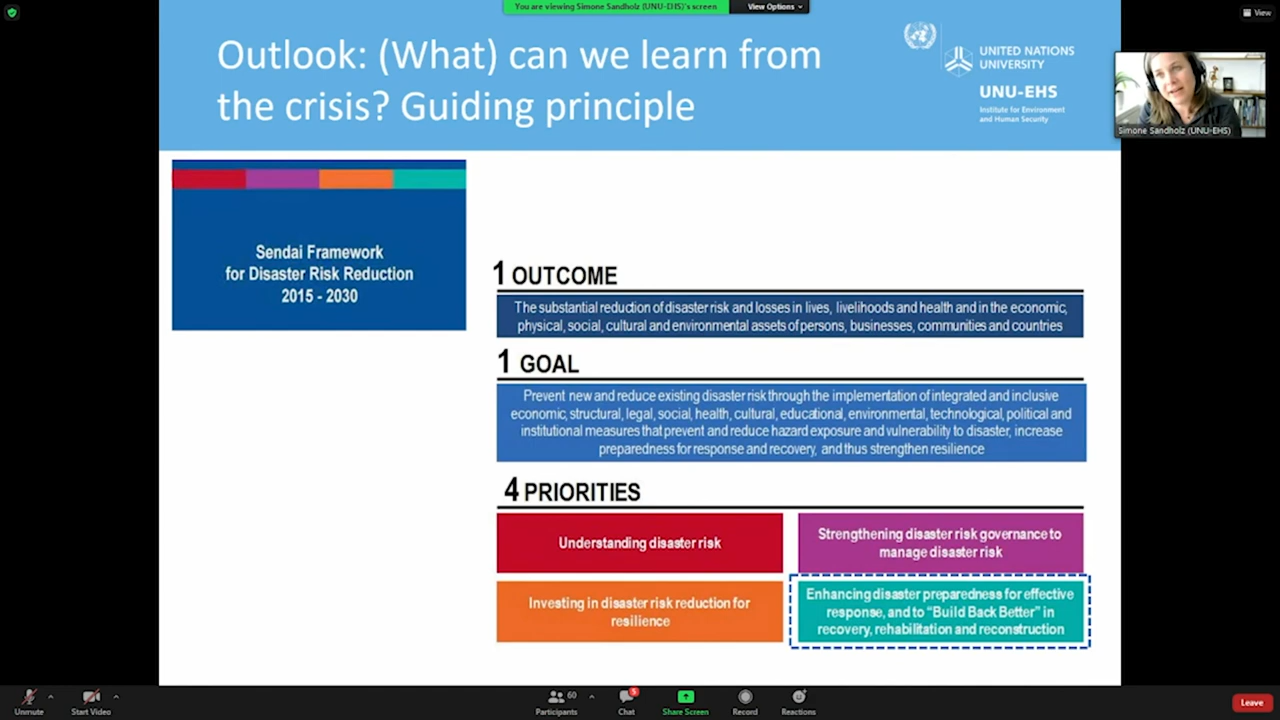 You are viewing Simone Sandholz (UNU-EHS)'s screen
View Options
View
Outlook: (What) can we learn from
the crisis? Guiding principle
UNITED NATIONS
UNIVERSITY
UNU-EHS
Institute for Environment
and Human Security
Simone Sandholz (UNU-EHS)
Sendai Framework
for Disaster Risk Reduction
2015 - 2030
1 OUTCOME
The substantial reduction of disaster risk and losses in lives, livelihoods and health and in the economic,
physical, social, cultural and environmental assets of persons, businesses, communities and countries
1 GOAL
Prevent new and reduce existing disaster risk through the implementation of integrated and inclusive
economic, structural, legal, social, health, cultural, educational, environmental, technological, political and
institutional measures that prevent and reduce hazard exposure and vulnerability to disaster, increase
preparedness for response and recovery, and thus strengthen resilience
4 PRIORITIES
Understanding disaster risk
Strengthening disaster risk governance to
manage disaster risk
Investing in disaster risk reduction for
resilience
Enhancing disaster preparedness for effective
response, and to “Build Back Better” in
recovery, rehabilitation and reconstruction
Unmute
Start Video
60
Participants
5
Chat
Share Screen
Record
Reactions
Leave